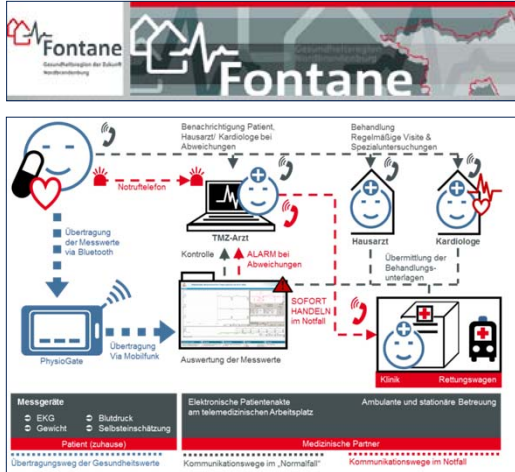 Fontane
Gesundheitsregion der Zukunft
Nordbrandenburg
Gesundheitsregion
Nordbrandenburg
Fontane
Benachrichtigung Patient,
Hausarzt/ Kardiologe bei
Abweichungen
Behandlung
Regelmäßige Visite &
Spezialuntersuchungen
Notruftelefon
TMZ-Arzt
Hausarzt
Kardiologe
Übertragung
der Messwerte
via Bluetooth
Kontrolle
ALARM bei
Abweichungen
Übermittlung der
Behandlungs-
unterlagen
SOFORT
HANDELN
im Notfall
PhysioGate
Übertragung
Via Mobilfunk
Auswertung der Messwerte
Klinik
Rettungswagen
Messgeräte
EKG
Blutdruck
Gewicht
Selbsteinschätzung
Elektronische Patientenakte
am telemedizinischen Arbeitsplatz
Ambulante und stationäre Betreuung
Patient (zuhause)
Medizinische Partner
Übertragungsweg der Gesundheitswerte
Kommunikationswege im „Normalfall"
Kommunikationswege im Notfall